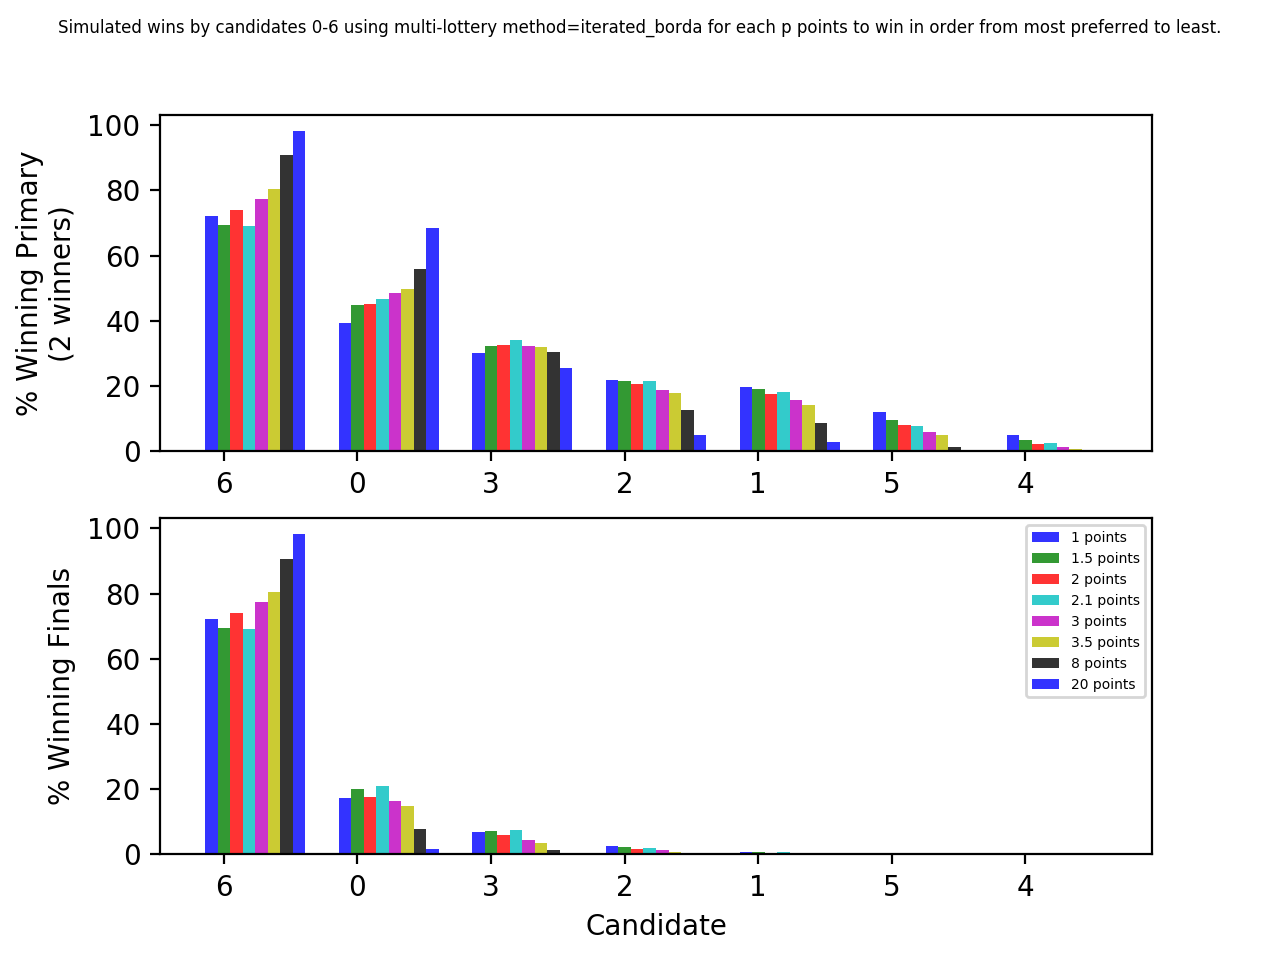 Simulated wins by candidates 0-6 using multi-lottery method=iterated_borda for each p points to win in order from most preferred to least.
% Winning Primary
(2 winners)
100
80
60
40
20
0
6 0 3 2 1 5 4
% Winning Finals
100
80
60
40
20
0
1 points
1.5 points
2 points
2.1 points
3 points
3.5 points
8 points
20 points
6 0 3 2 1 5 4
Candidate